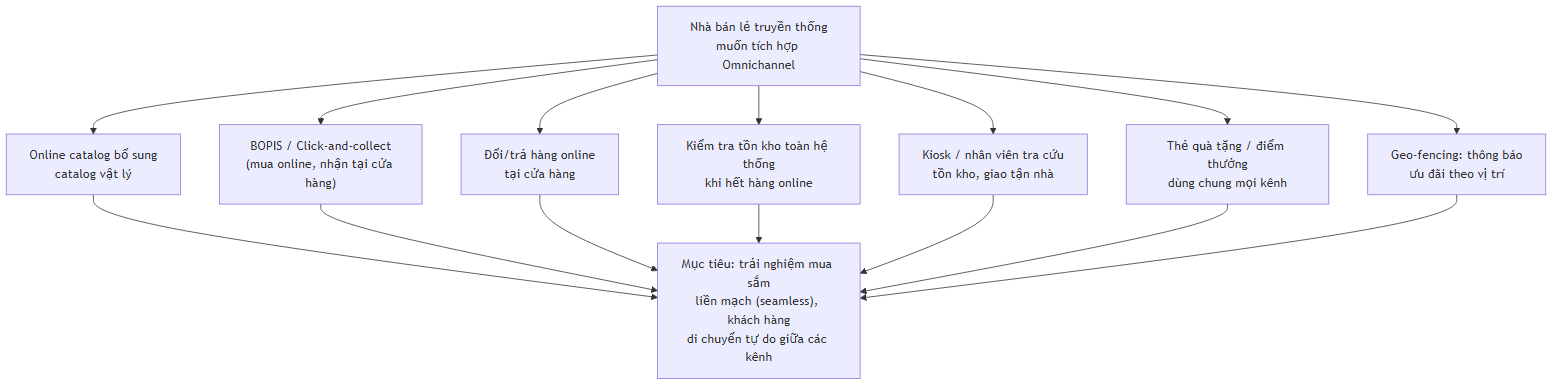 Nhà bán lẻ truyền thống
muốn tích hợp
Omnichannel
Online catalog bổ sung
catalog vật lý
BOPIS / Click-and-collect
(mua online, nhận tại cửa
hàng)
Đổi/trả hàng online
tại cửa hàng
Kiểm tra tồn kho toàn hệ
thống
khi hết hàng online
Kiosk / nhân viên tra cứu
tồn kho, giao tận nhà
Thẻ quà tặng / điểm
thưởng
dùng chung mọi kênh
Geo-fencing: thông báo
ưu đãi theo vị trí
Mục tiêu: trải nghiệm mua
sắm
liền mạch (seamless),
khách hàng
di chuyển tự do giữa các
kênh